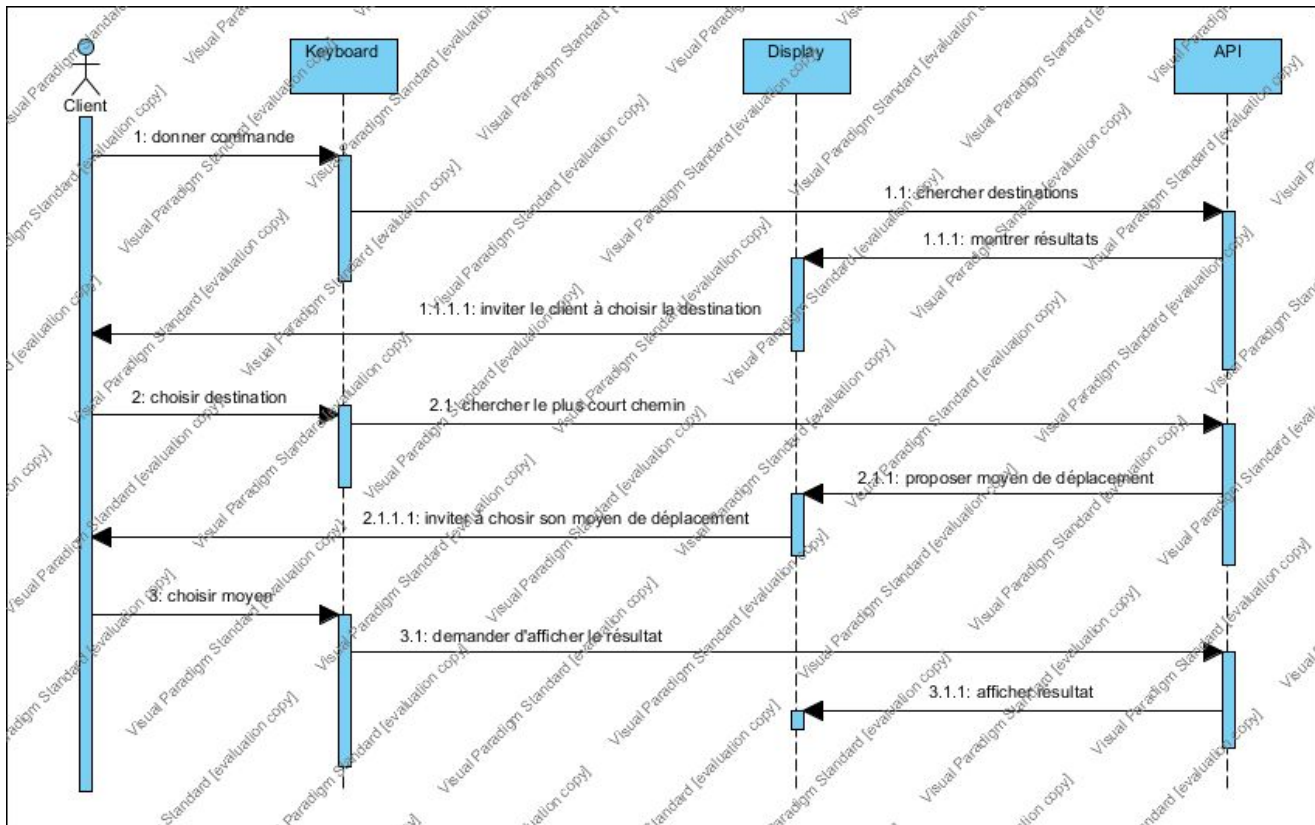 Client
Keyboard
Display
API
1: donner commande
1.1: chercher destinations
1.1.1: montrer résultats
1.1.1.1: inviter le client à choisir la destination
2: choisir destination
2.1: chercher le plus court chemin
2.1.1: proposer moyen de déplacement
2.1.1.1: inviter à chosir son moyen de déplacement
3: choisir moyen
3.1: demander d'afficher le résultat
3.1.1: afficher résultat
Visual Paradigm Standard [evaluation copy]